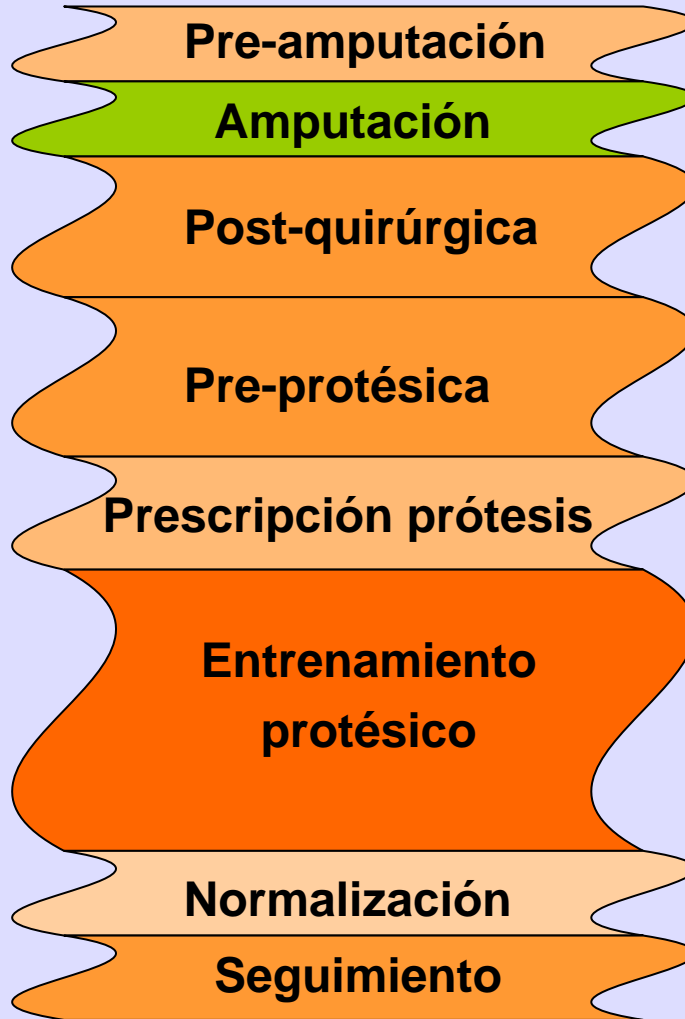 Pre-amputación
Amputación
Post-quirúrgica
Pre-protésica
Prescripción prótesis
Entrenamiento
protésico
Normalización
Seguimiento